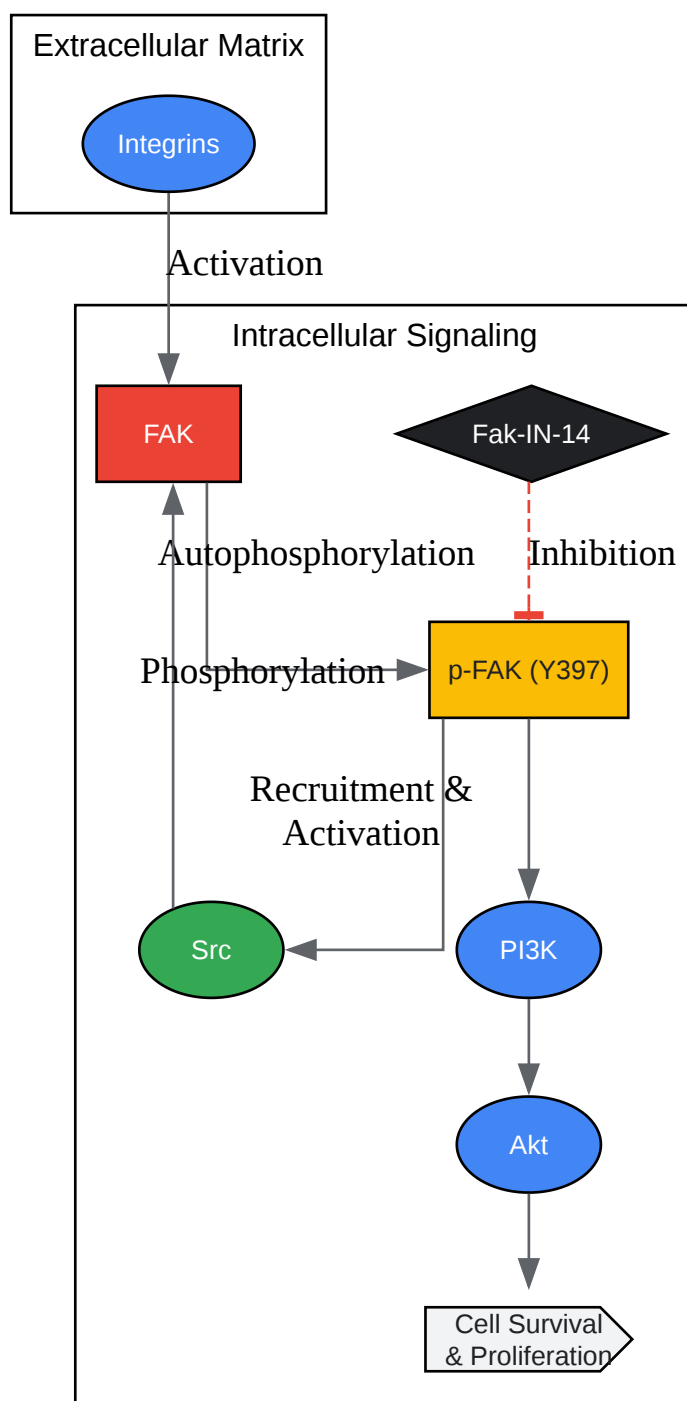 Extracellular Matrix
Integrins
Activation
Intracellular Signaling
FAK
Fak-IN-14
Autophosphorylation
Inhibition
Phosphorylation
p-FAK (Y397)
Recruitment &
Activation
Src
PI3K
Akt
Cell Survival
& Proliferation